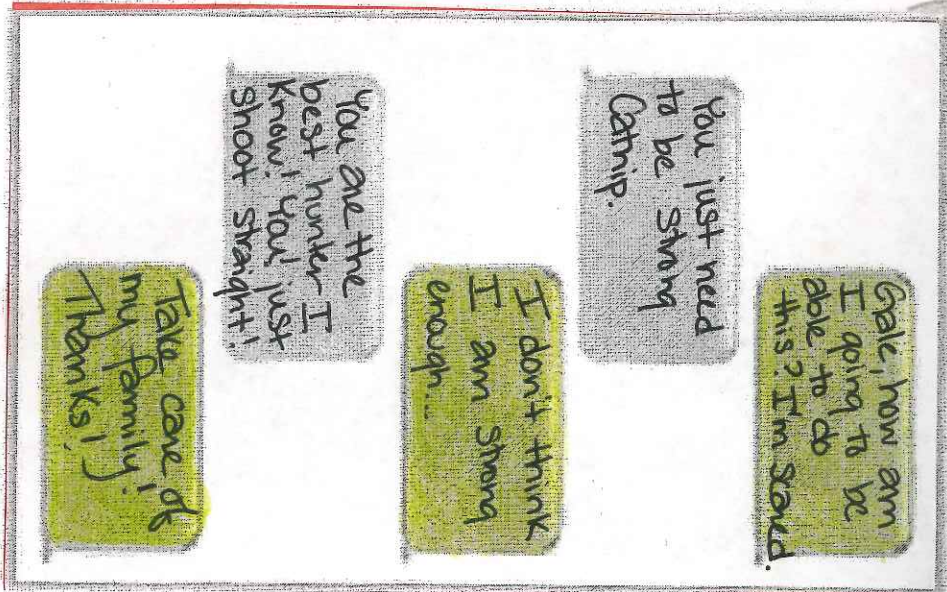 Gale, how am
I going to be
able to do
this? I'm scared.
You just need
to be strong
Catnip.
I don't think
I am strong
enough...
You are the
best hunter I
know! You just
shoot straight!
Take care of
my family!
Thanks!